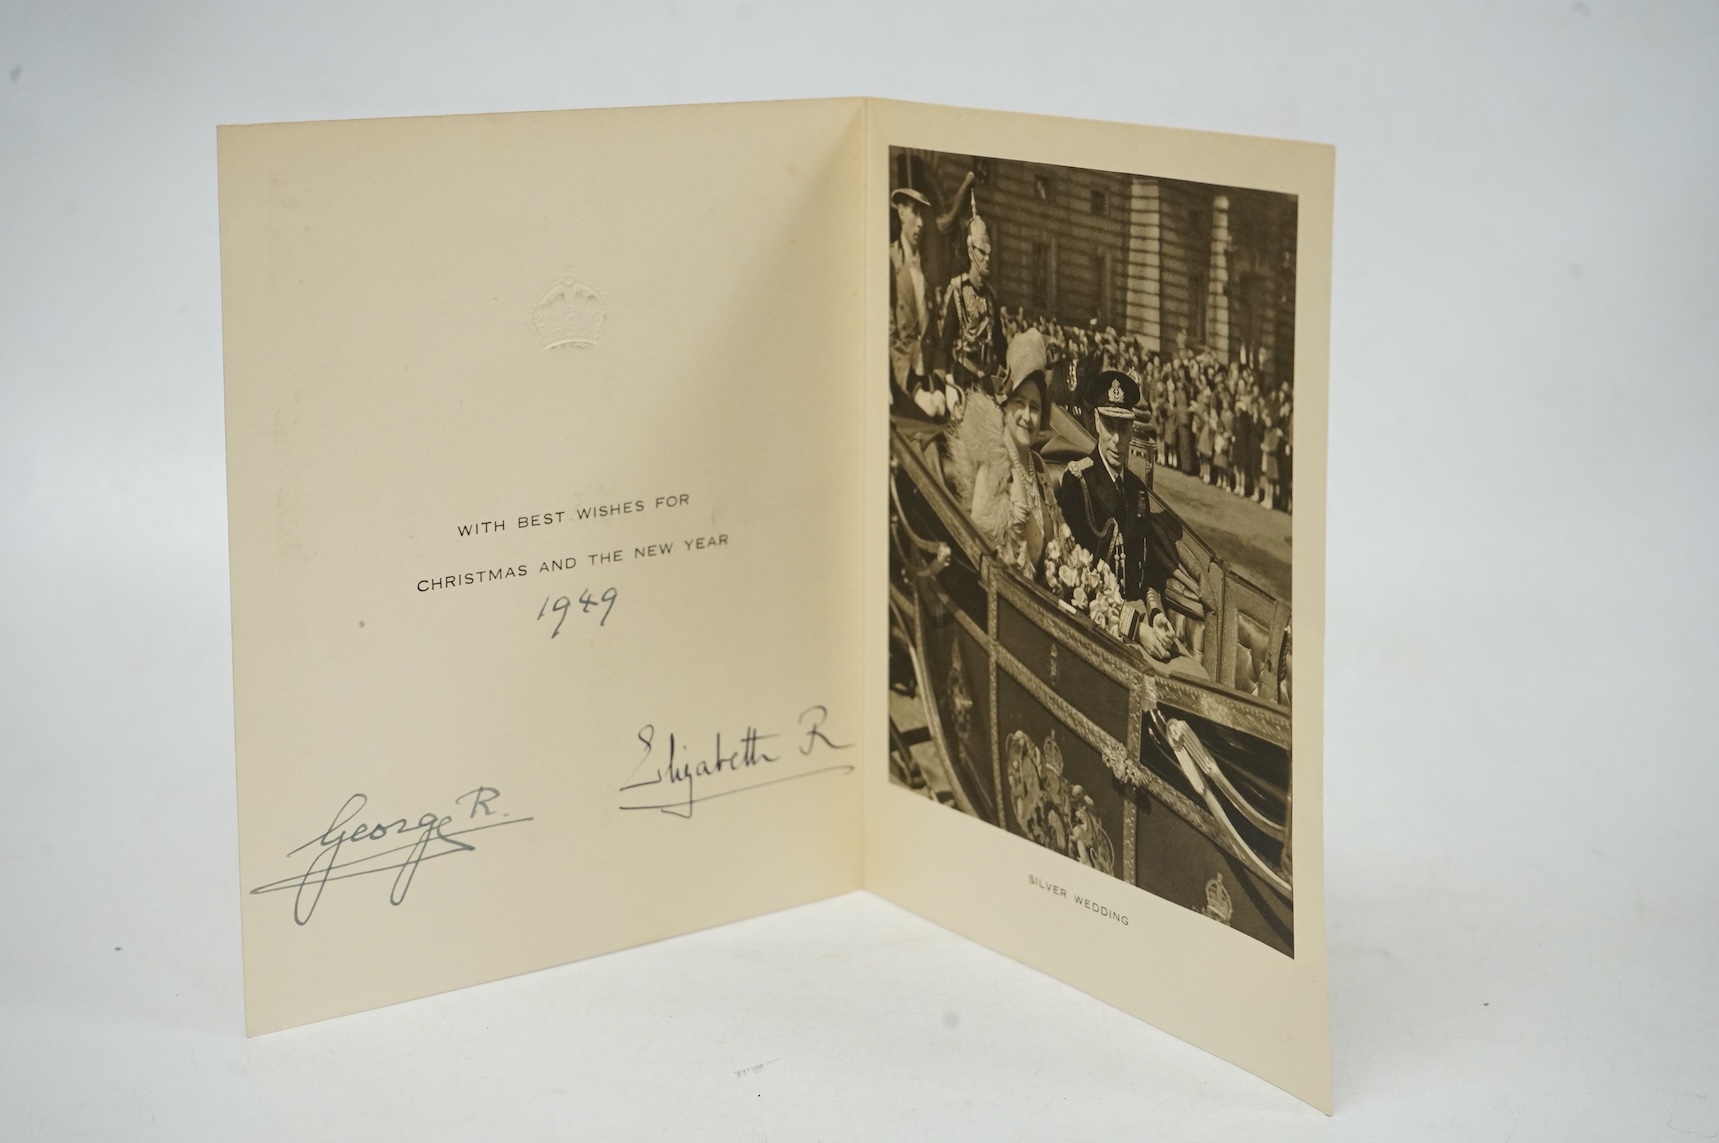 WITH BEST WISHES FOR
CHRISTMAS AND THE NEW YEAR
1949
Elizabeth R
George R.
SILVER WEDDING